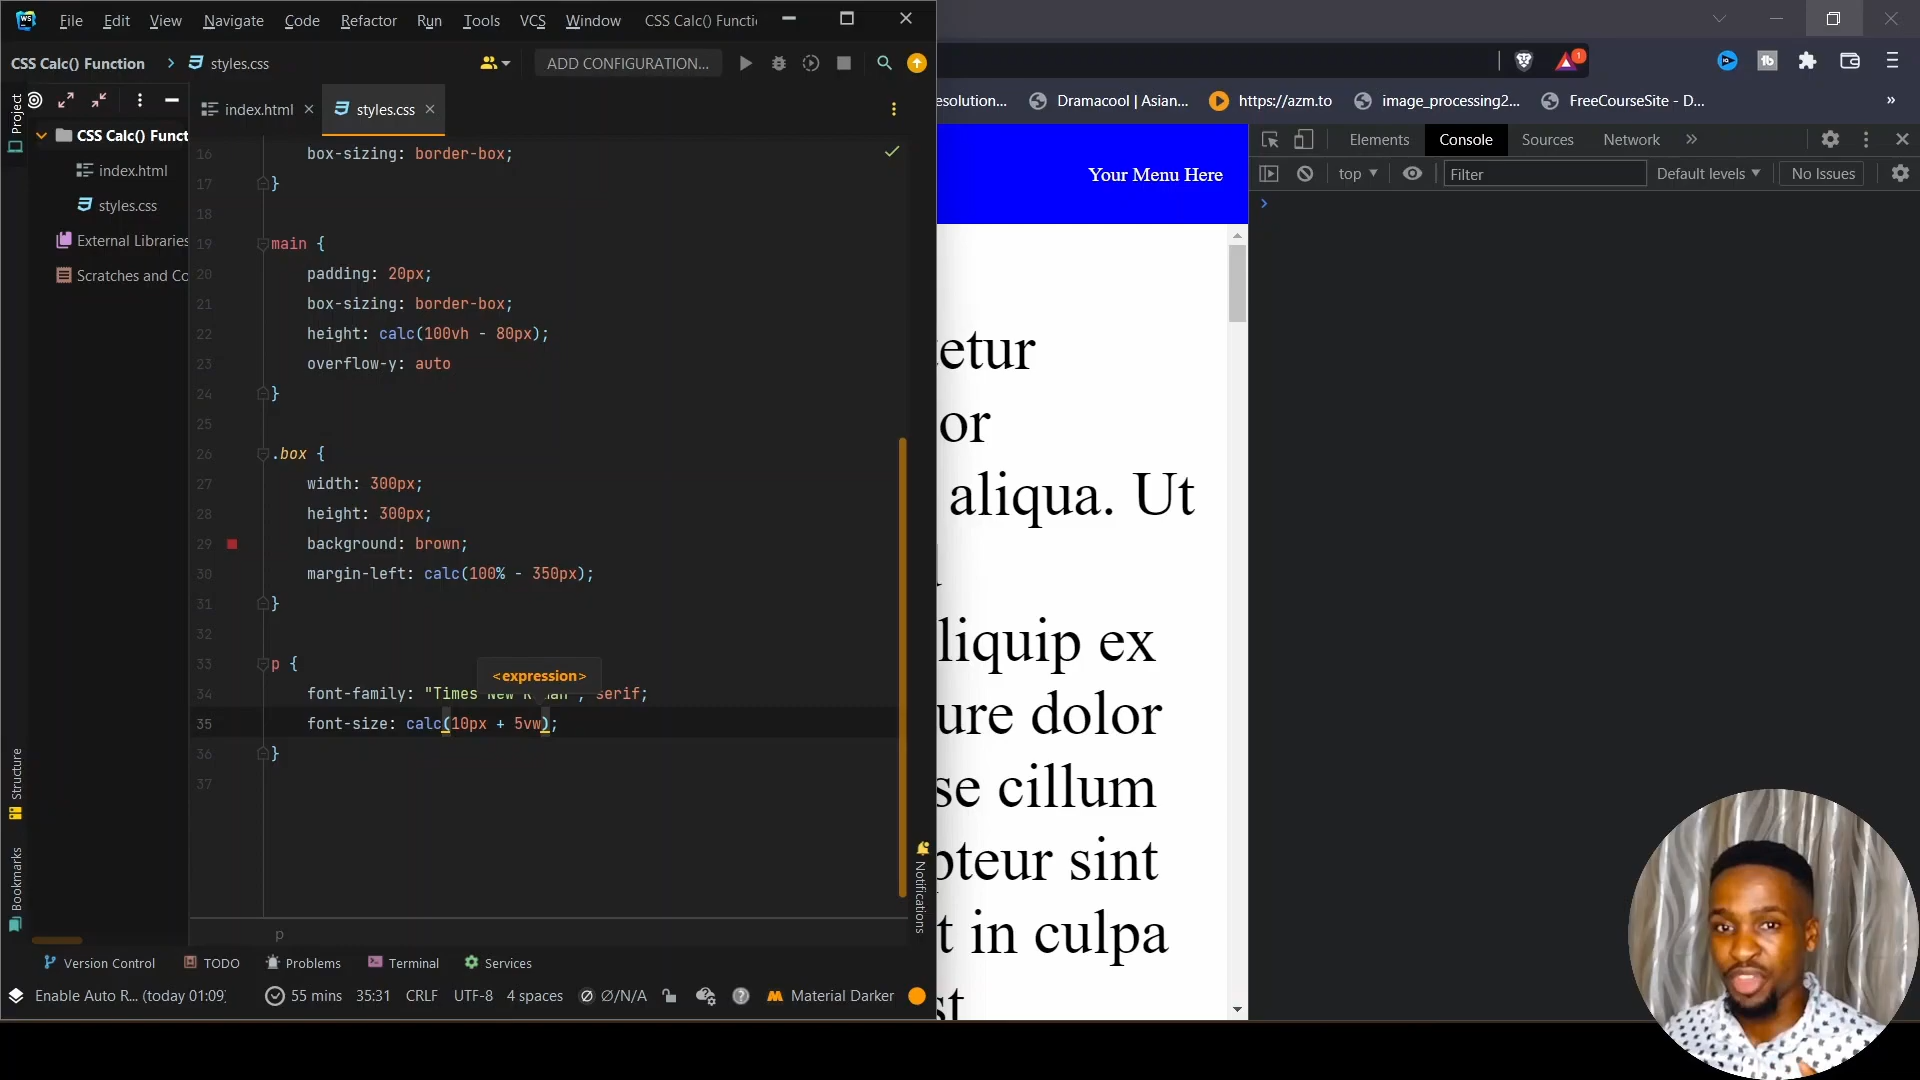 File Edit View Navigate Code Refactor Run Tools VCS Window CSS Calc() Functi
CSS Calc() Function styles.css ADD CONFIGURATION...
Project
CSS Calc() Funct
index.html
styles.css
External Libraries
Scratches and Co
Structure
Bookmarks
index.html styles.css
16 box-sizing: border-box;
17 }
18
19 main {
20 padding: 20px;
21 box-sizing: border-box;
22 height: calc(100vh - 80px);
23 overflow-y: auto
24 }
25
26 .box {
27 width: 300px;
28 height: 300px;
29 background: brown;
30 margin-left: calc(100% - 350px);
31 }
32
33 p {
<expression>
34 font-family: "Times New , serif;
35 font-size: calc(10px + 5vw);
36 }
37
p
Notifications
Version Control TODO Problems Terminal Services
Enable Auto R... (today 01:09) 55 mins 35:31 CRLF UTF-8 4 spaces Ø/N/A Material Darker
1
esolution... Dramacool | Asian... https://azm.to image_processing2... FreeCourseSite - D... »
Your Menu Here
etur
or
aliqua. Ut
liquip ex
ure dolor
se cillum
pteur sint
t in culpa
st
Elements Console Sources Network »
top Filter Default levels No Issues